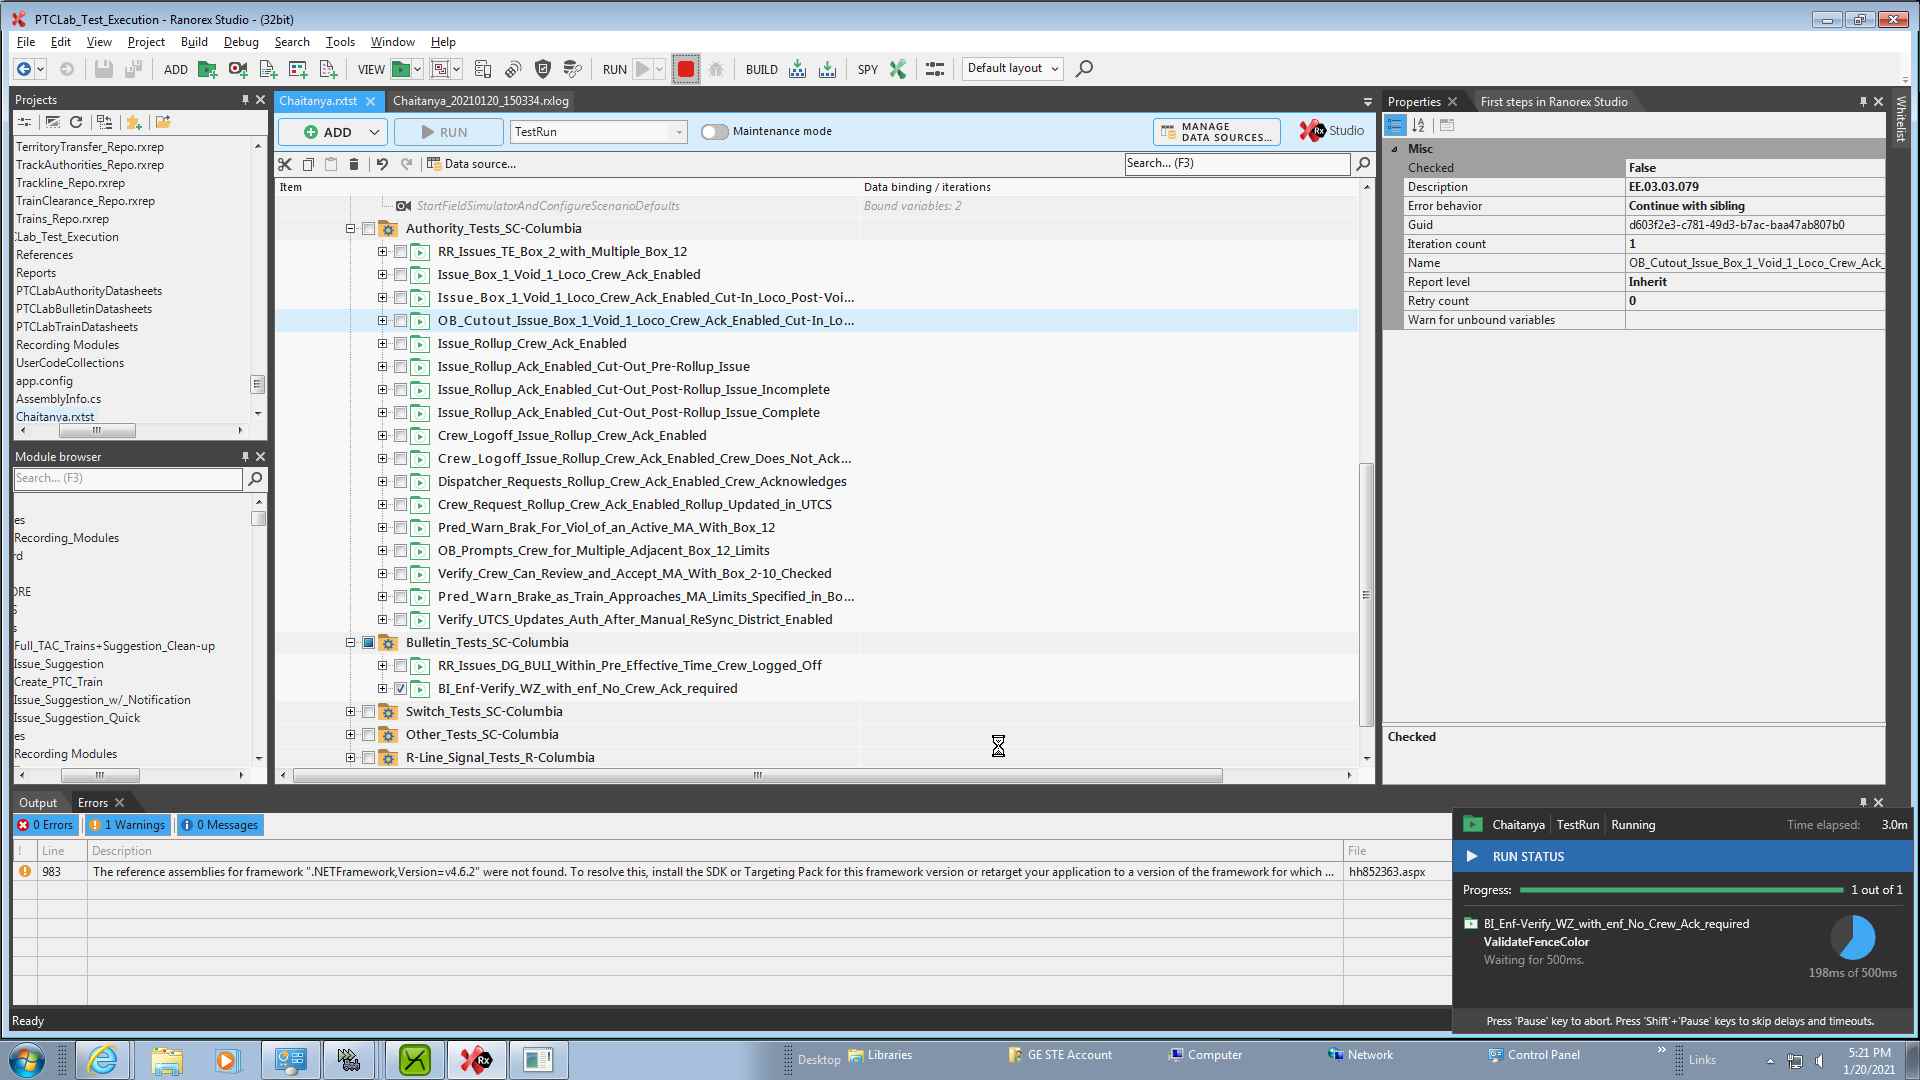 PTCLab_Test_Execution - Ranorex Studio - (32bit)
File Edit View Project Build Debug Search Tools Window Help
ADD VIEW RUN BUILD SPY Default layout
Projects
TerritoryTransfer_Repo.rxrep
TrackAuthorities_Repo.rxrep
Trackline_Repo.rxrep
TrainClearance_Repo.rxrep
Trains_Repo.rxrep
:Lab_Test_Execution
References
Reports
PTCLabAuthorityDatasheets
PTCLabBulletinDatasheets
PTCLabTrainDatasheets
Recording Modules
UserCodeCollections
app.config
AssemblyInfo.cs
Chaitanya.rxtst
Module browser
Search... (F3)
es
Recording_Modules
rd
ORE
S
s
Full_TAC_Trains+Suggestion_Clean-up
Issue_Suggestion
Create_PTC_Train
Issue_Suggestion_w/_Notification
Issue_Suggestion_Quick
es
Recording Modules
Chaitanya.rxtst Chaitanya_20210120_150334.rxlog
ADD RUN TestRun Maintenance mode MANAGE DATA SOURCES... Rx Studio
Data source... Search... (F3)
Item Data binding / iterations
StartFieldSimulatorAndConfigureScenarioDefaults Bound variables: 2
Authority_Tests_SC-Columbia
RR_Issues_TE_Box_2_with_Multiple_Box_12
Issue_Box_1_Void_1_Loco_Crew_Ack_Enabled
Issue_Box_1_Void_1_Loco_Crew_Ack_Enabled_Cut-In_Loco_Post-Voi...
OB_Cutout_Issue_Box_1_Void_1_Loco_Crew_Ack_Enabled_Cut-In_Lo...
Issue_Rollup_Crew_Ack_Enabled
Issue_Rollup_Ack_Enabled_Cut-Out_Pre-Rollup_Issue
Issue_Rollup_Ack_Enabled_Cut-Out_Post-Rollup_Issue_Incomplete
Issue_Rollup_Ack_Enabled_Cut-Out_Post-Rollup_Issue_Complete
Crew_Logoff_Issue_Rollup_Crew_Ack_Enabled
Crew_Logoff_Issue_Rollup_Crew_Ack_Enabled_Crew_Does_Not_Ack...
Dispatcher_Requests_Rollup_Crew_Ack_Enabled_Crew_Acknowledges
Crew_Request_Rollup_Crew_Ack_Enabled_Rollup_Updated_in_UTCS
Pred_Warn_Brak_For_Viol_of_an_Active_MA_With_Box_12
OB_Prompts_Crew_for_Multiple_Adjacent_Box_12_Limits
Verify_Crew_Can_Review_and_Accept_MA_With_Box_2-10_Checked
Pred_Warn_Brake_as_Train_Approaches_MA_Limits_Specified_in_Bo...
Verify_UTCS_Updates_Auth_After_Manual_ReSync_District_Enabled
Bulletin_Tests_SC-Columbia
RR_Issues_DG_BULI_Within_Pre_Effective_Time_Crew_Logged_Off
BI_Enf-Verify_WZ_with_enf_No_Crew_Ack_required
Switch_Tests_SC-Columbia
Other_Tests_SC-Columbia
R-Line_Signal_Tests_R-Columbia
Properties First steps in Ranorex Studio
Whitelist
Misc
Checked False
Description EE.03.03.079
Error behavior Continue with sibling
Guid d603f2e3-c781-49d3-b7ac-baa47ab807b0
Iteration count 1
Name OB_Cutout_Issue_Box_1_Void_1_Loco_Crew_Ack_
Report level Inherit
Retry count 0
Warn for unbound variables
Checked
Output Errors
0 Errors 1 Warnings 0 Messages
! Line Description File
983 The reference assemblies for framework ".NETFramework,Version=v4.6.2" were not found. To resolve this, install the SDK or Targeting Pack for this framework version or retarget your application to a version of the framework for which ... hh852363.aspx
Chaitanya TestRun Running Time elapsed: 3.0m
RUN STATUS
Progress: 1 out of 1
BI_Enf-Verify_WZ_with_enf_No_Crew_Ack_required
ValidateFenceColor
Waiting for 500ms.
198ms of 500ms
Press 'Pause' key to abort. Press 'Shift'+'Pause' keys to skip delays and timeouts.
Ready
Desktop Libraries GE STE Account Computer Network Control Panel » Links
5:21 PM
1/20/2021